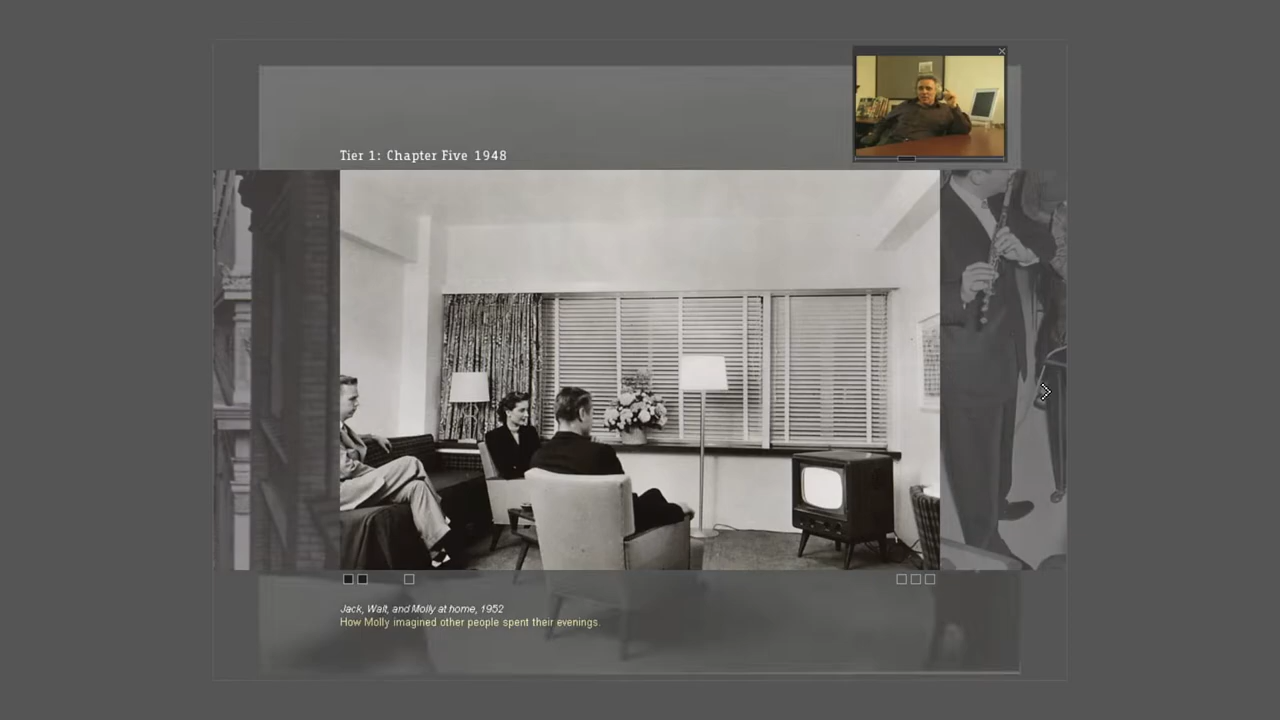 Tier 1: Chapter Five 1948
Jack, Walt, and Molly at home, 1952
How Molly imagined other people spent their evenings.